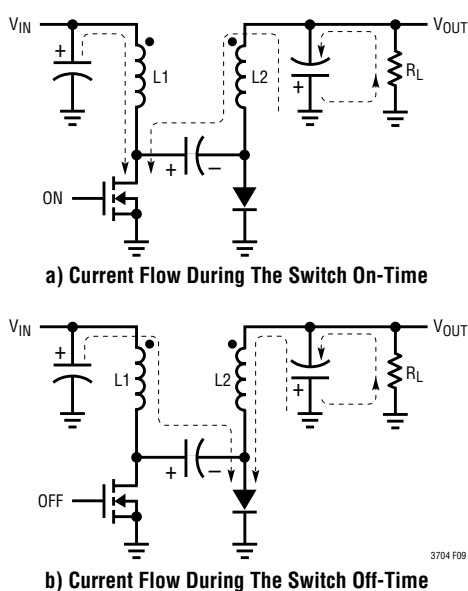 VIN VOUT
+
L1 L2
+
RL
+ –
ON
a) Current Flow During The Switch On-Time
VIN VOUT
+
L1 L2
+
RL
+ –
OFF
3704 F09
b) Current Flow During The Switch Off-Time